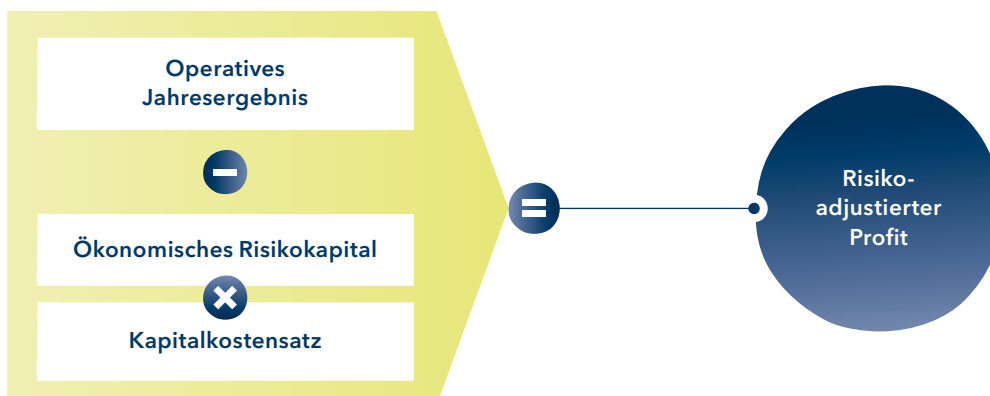 Operatives
Jahresergebnis
−
Ökonomisches Risikokapital
×
Kapitalkostensatz
=
Risiko-
adjustierter
Profit